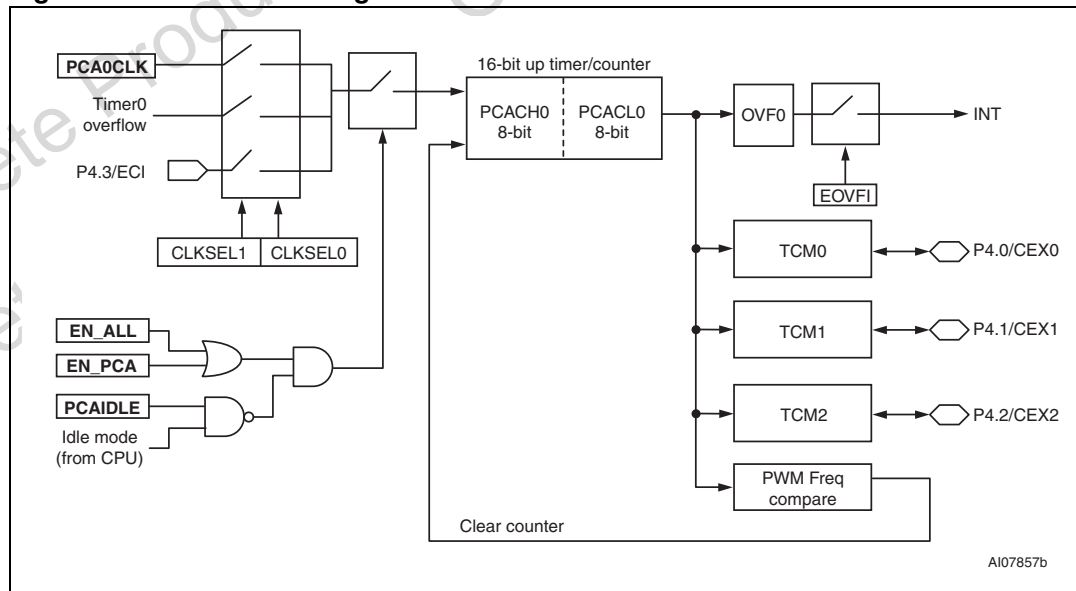 PCA0CLK
Timer0
overflow
P4.3/ECI
CLKSEL1
CLKSEL0
EN_ALL
EN_PCA
PCAIDLE
Idle mode
(from CPU)
16-bit up timer/counter
PCACH0
8-bit
PCACL0
8-bit
OVF0
INT
EOVFI
TCM0
P4.0/CEX0
TCM1
P4.1/CEX1
TCM2
P4.2/CEX2
PWM Freq
compare
Clear counter
AI07857b